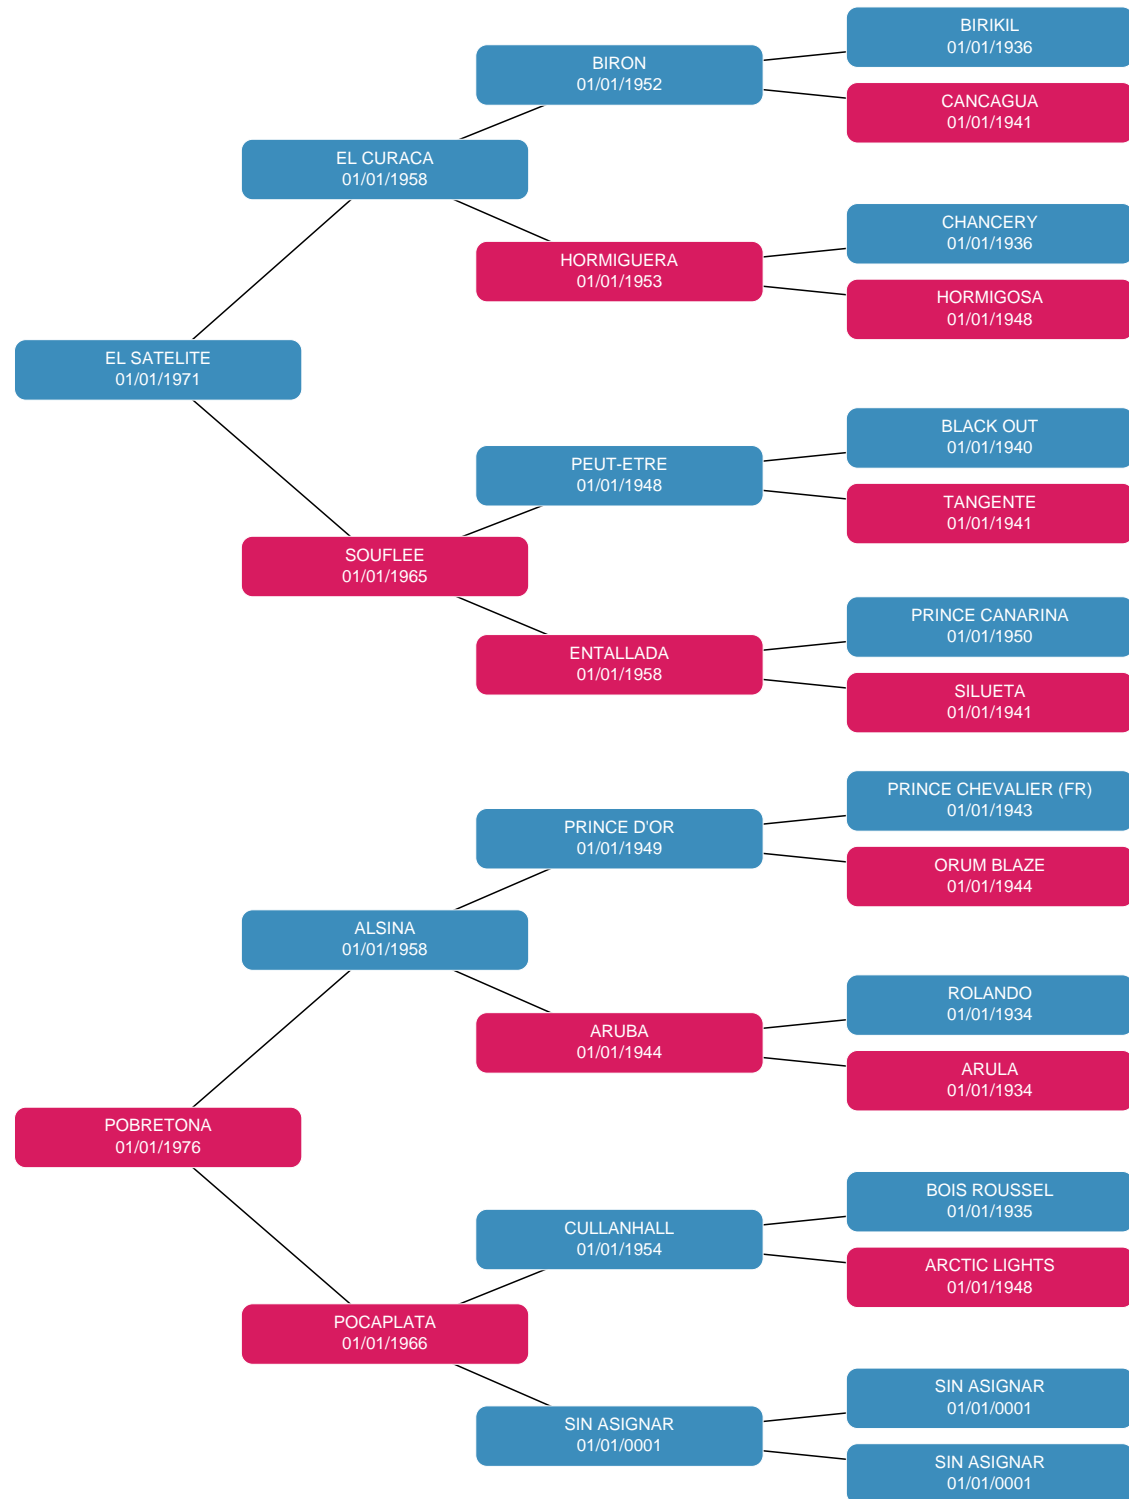 BIRIKIL
01/01/1936
BIRON
01/01/1952
CANCAGUA
01/01/1941
EL CURACA
01/01/1958
CHANCERY
01/01/1936
HORMIGUERA
01/01/1953
HORMIGOSA
01/01/1948
EL SATELITE
01/01/1971
BLACK OUT
01/01/1940
PEUT-ETRE
01/01/1948
TANGENTE
01/01/1941
SOUFLEE
01/01/1965
PRINCE CANARINA
01/01/1950
ENTALLADA
01/01/1958
SILUETA
01/01/1941
PRINCE CHEVALIER (FR)
01/01/1943
PRINCE D'OR
01/01/1949
ORUM BLAZE
01/01/1944
ALSINA
01/01/1958
ROLANDO
01/01/1934
ARUBA
01/01/1944
ARULA
01/01/1934
POBRETONA
01/01/1976
BOIS ROUSSEL
01/01/1935
CULLANHALL
01/01/1954
ARCTIC LIGHTS
01/01/1948
POCAPLATA
01/01/1966
SIN ASIGNAR
01/01/0001
SIN ASIGNAR
01/01/0001
SIN ASIGNAR
01/01/0001